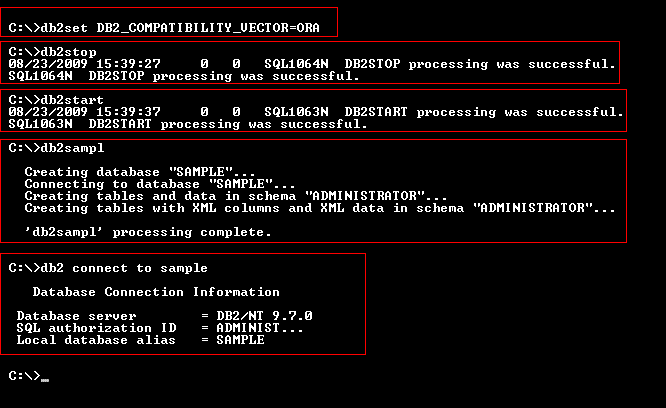 C:\>db2set DB2_COMPATIBILITY_VECTOR=ORA
C:\>db2stop
08/23/2009 15:39:27     0   0   SQL1064N  DB2STOP processing was successful.
SQL1064N  DB2STOP processing was successful.
C:\>db2start
08/23/2009 15:39:37     0   0   SQL1063N  DB2START processing was successful.
SQL1063N  DB2START processing was successful.
C:\>db2sampl
Creating database "SAMPLE"...
Connecting to database "SAMPLE"...
Creating tables and data in schema "ADMINISTRATOR"...
Creating tables with XML columns and XML data in schema "ADMINISTRATOR"...
'db2sampl' processing complete.
C:\>db2 connect to sample
Database Connection Information
Database server        = DB2/NT 9.7.0
SQL authorization ID   = ADMINIST...
Local database alias   = SAMPLE
C:\>_